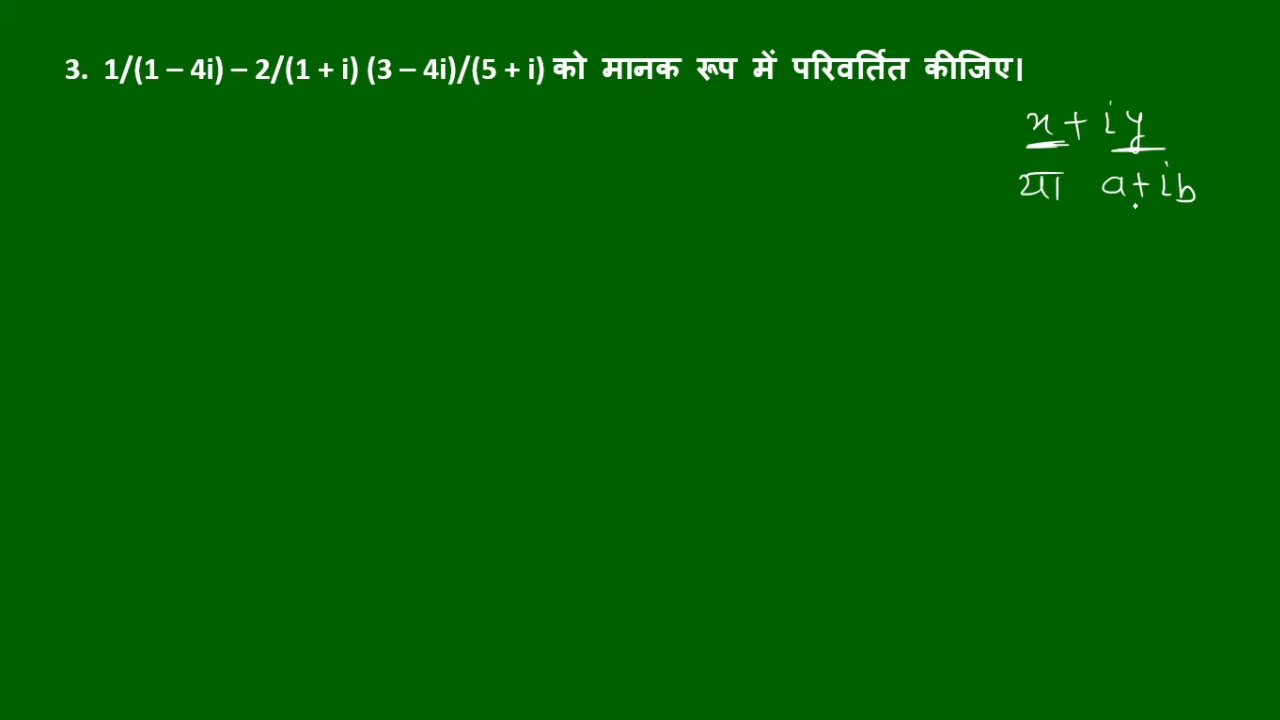 3. 1/(1 – 4i) – 2/(1 + i) (3 – 4i)/(5 + i) को मानक रूप में परिवर्तित कीजिए।
x + iy
या a + ib